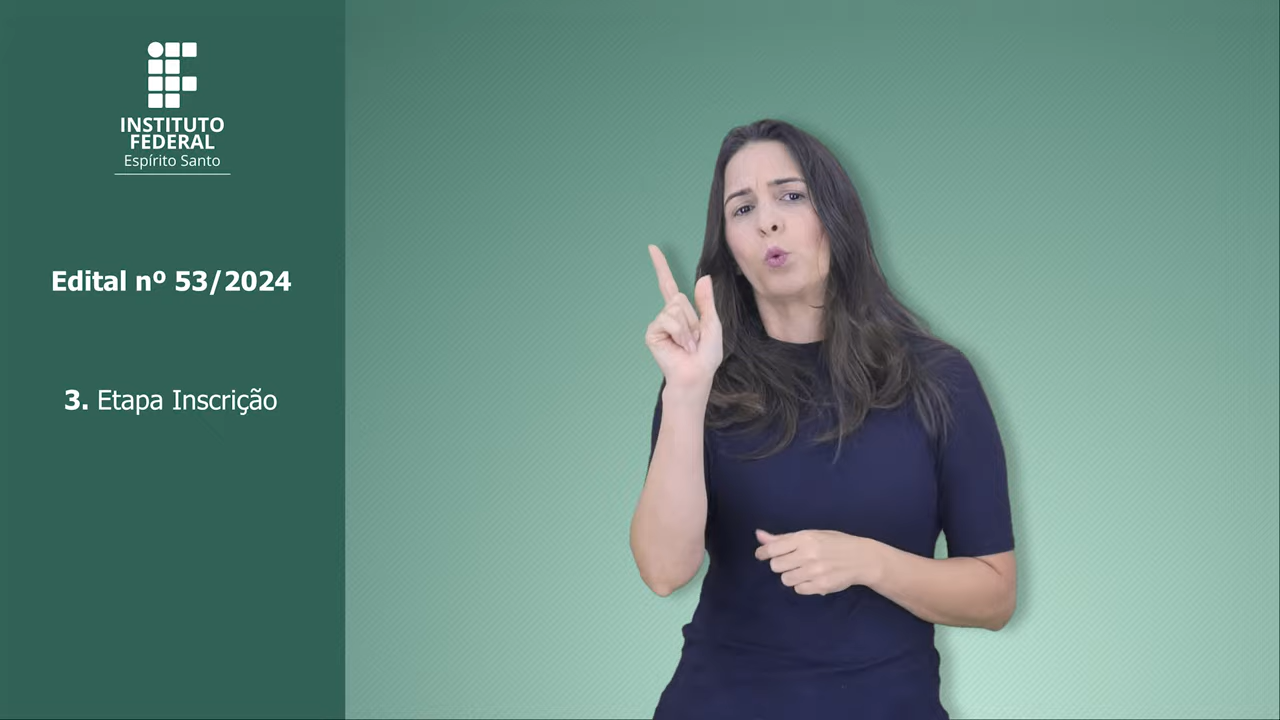 INSTITUTO
FEDERAL
Espírito Santo
Edital nº 53/2024
3. Etapa Inscrição